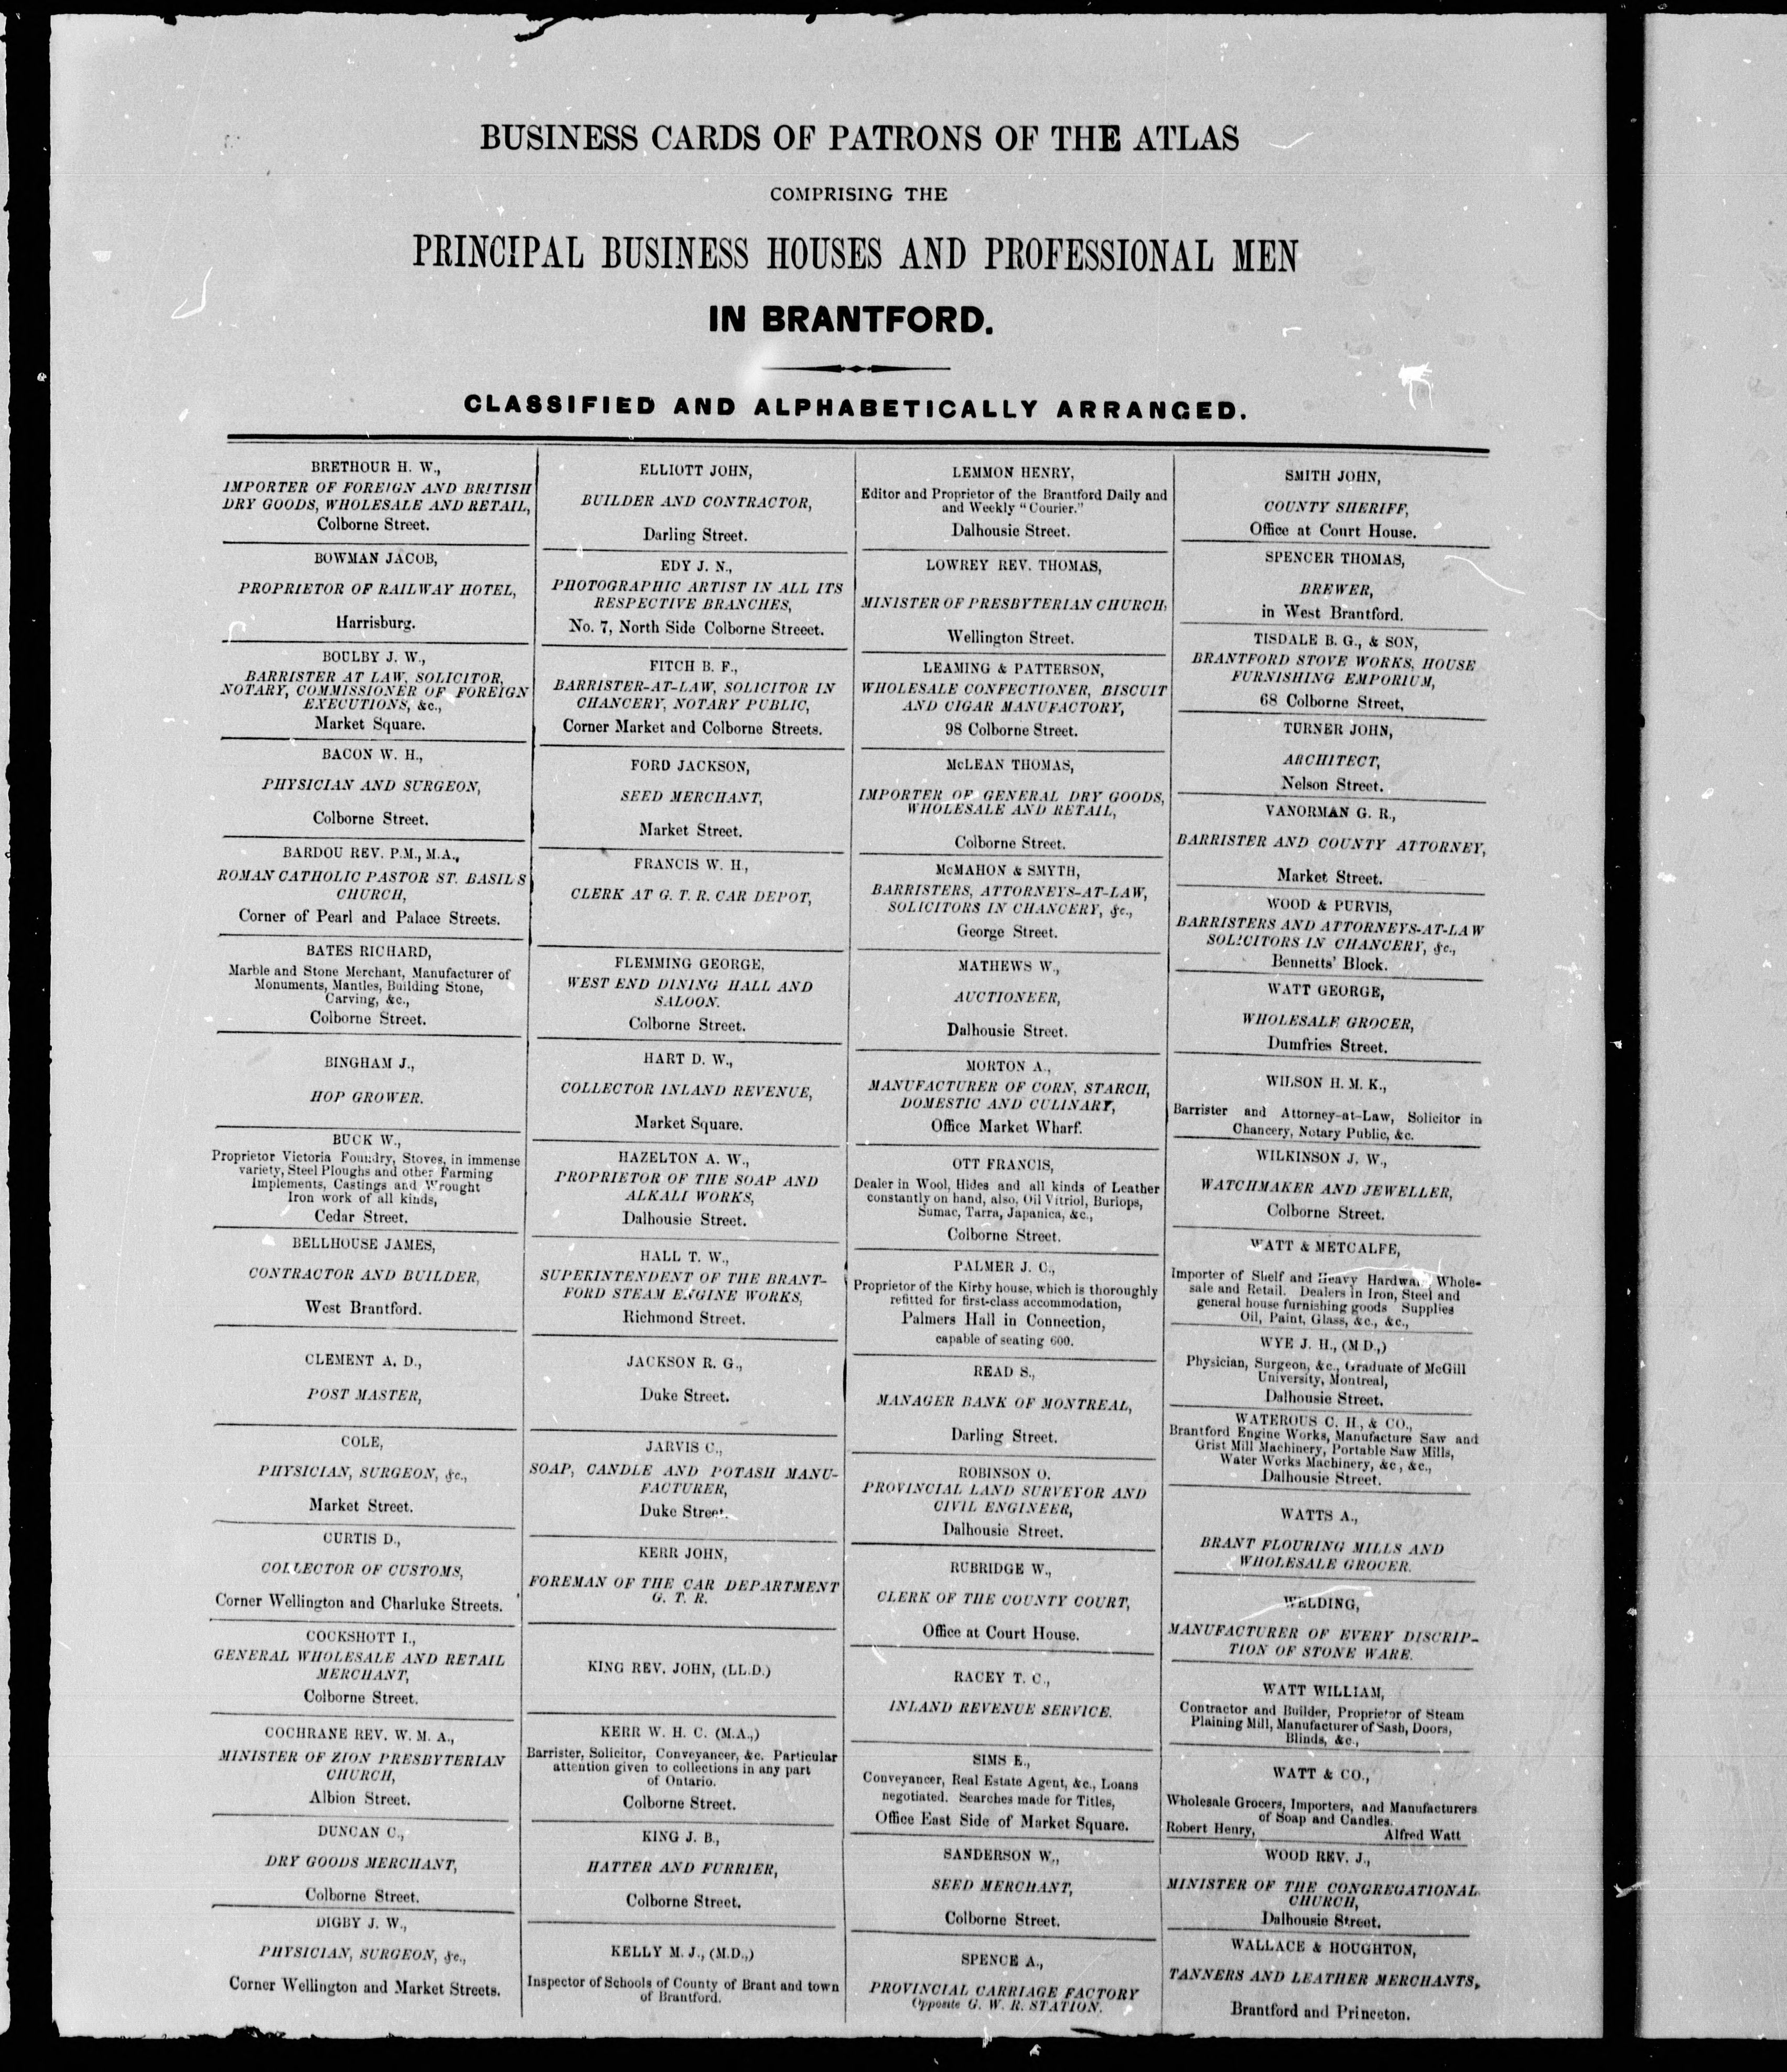 BUSINESS CARDS OF PATRONS OF THE ATLAS
COMPRISING THE
PRINCIPAL BUSINESS HOUSES AND PROFESSIONAL MEN
IN BRANTFORD.
CLASSIFIED AND ALPHABETICALLY ARRANGED.
BRETHOUR H. W.,
IMPORTER OF FOREIGN AND BRITISH
DRY GOODS, WHOLESALE AND RETAIL,
Colborne Street.
BOWMAN JACOB,
PROPRIETOR OF RAILWAY HOTEL,
Harrisburg.
BOULBY J. W.,
BARRISTER AT LAW, SOLICITOR,
NOTARY, COMMISSIONER OF FOREIGN
EXECUTIONS, &c.,
Market Square.
BACON W. H.,
PHYSICIAN AND SURGEON,
Colborne Street.
BARDOU REV. P.M., M.A.,
ROMAN CATHOLIC PASTOR ST. BASIL'S
CHURCH,
Corner of Pearl and Palace Streets.
BATES RICHARD,
Marble and Stone Merchant, Manufacturer of
Monuments, Mantles, Building Stone,
Carving, &c.,
Colborne Street.
BINGHAM J.,
HOP GROWER.
BUCK W.,
Proprietor Victoria Foundry, Stoves, in immense
variety, Steel Ploughs and other Farming
Implements, Castings and Wrought
Iron work of all kinds,
Cedar Street.
BELLHOUSE JAMES,
CONTRACTOR AND BUILDER,
West Brantford.
CLEMENT A. D.,
POST MASTER,
COLE,
PHYSICIAN, SURGEON, &c.,
Market Street.
CURTIS D.,
COLLECTOR OF CUSTOMS,
Corner Wellington and Charluke Streets.
COCKSHOTT I.,
GENERAL WHOLESALE AND RETAIL
MERCHANT,
Colborne Street.
COCHRANE REV. W. M. A.,
MINISTER OF ZION PRESBYTERIAN
CHURCH,
Albion Street.
DUNCAN C.,
DRY GOODS MERCHANT,
Colborne Street.
DIGBY J. W.,
PHYSICIAN, SURGEON, &c.,
Corner Wellington and Market Streets.
ELLIOTT JOHN,
BUILDER AND CONTRACTOR,
Darling Street.
EDY J. N.,
PHOTOGRAPHIC ARTIST IN ALL ITS
RESPECTIVE BRANCHES,
No. 7, North Side Colborne Streeet.
FITCH B. F.,
BARRISTER-AT-LAW, SOLICITOR IN
CHANCERY, NOTARY PUBLIC,
Corner Market and Colborne Streets.
FORD JACKSON,
SEED MERCHANT,
Market Street.
FRANCIS W. H.,
CLERK AT G. T. R. CAR DEPOT,
FLEMMING GEORGE,
WEST END DINING HALL AND
SALOON.
Colborne Street.
HART D. W.,
COLLECTOR INLAND REVENUE,
Market Square.
HAZELTON A. W.,
PROPRIETOR OF THE SOAP AND
ALKALI WORKS,
Dalhousie Street.
HALL T. W.,
SUPERINTENDENT OF THE BRANT-
FORD STEAM ENGINE WORKS,
Richmond Street.
JACKSON R. G.,
Duke Street.
JARVIS C.,
SOAP, CANDLE AND POTASH MANU-
FACTURER,
Duke Street.
KERR JOHN,
FOREMAN OF THE CAR DEPARTMENT
G. T. R.
KING REV. JOHN, (LL.D.)
KERR W. H. C. (M.A.,)
Barrister, Solicitor, Conveyancer, &c. Particular
attention given to collections in any part
of Ontario.
Colborne Street.
KING J. B.,
HATTER AND FURRIER,
Colborne Street.
KELLY M. J., (M.D.,)
Inspector of Schools of County of Brant and town
of Brantford.
LEMMON HENRY,
Editor and Proprietor of the Brantford Daily and
and Weekly "Courier."
Dalhousie Street.
LOWREY REV. THOMAS,
MINISTER OF PRESBYTERIAN CHURCH,
Wellington Street.
LEAMING & PATTERSON,
WHOLESALE CONFECTIONER, BISCUIT
AND CIGAR MANUFACTORY,
98 Colborne Street.
McLEAN THOMAS,
IMPORTER OF GENERAL DRY GOODS,
WHOLESALE AND RETAIL,
Colborne Street.
McMAHON & SMYTH,
BARRISTERS, ATTORNEYS-AT-LAW,
SOLICITORS IN CHANCERY, &c.,
George Street.
MATHEWS W.,
AUCTIONEER,
Dalhousie Street.
MORTON A.,
MANUFACTURER OF CORN, STARCH,
DOMESTIC AND CULINARY,
Office Market Wharf.
OTT FRANCIS,
Dealer in Wool, Hides and all kinds of Leather
constantly on hand, also, Oil Vitriol, Burlops,
Sumac, Tarra, Japanica, &c.,
Colborne Street.
PALMER J. C.,
Proprietor of the Kirby house, which is thoroughly
refitted for first-class accommodation,
Palmers Hall in Connection,
capable of seating 600.
READ S.,
MANAGER BANK OF MONTREAL,
Darling Street.
ROBINSON O.
PROVINCIAL LAND SURVEYOR AND
CIVIL ENGINEER,
Dalhousie Street.
RUBRIDGE W.,
CLERK OF THE COUNTY COURT,
Office at Court House.
RACEY T. C.,
INLAND REVENUE SERVICE.
SIMS E.,
Conveyancer, Real Estate Agent, &c., Loans
negotiated. Searches made for Titles,
Office East Side of Market Square.
SANDERSON W.,
SEED MERCHANT,
Colborne Street.
SPENCE A.,
PROVINCIAL CARRIAGE FACTORY
Opposite G. W. R. STATION.
SMITH JOHN,
COUNTY SHERIFF,
Office at Court House.
SPENCER THOMAS,
BREWER,
in West Brantford.
TISDALE B. G., & SON,
BRANTFORD STOVE WORKS, HOUSE
FURNISHING EMPORIUM,
68 Colborne Street,
TURNER JOHN,
ARCHITECT,
Nelson Street.
VANORMAN G. R.,
BARRISTER AND COUNTY ATTORNEY,
Market Street.
WOOD & PURVIS,
BARRISTERS AND ATTORNEYS-AT-LAW
SOLICITORS IN CHANCERY, &c.,
Bennetts' Block.
WATT GEORGE,
WHOLESALE GROCER,
Dumfries Street.
WILSON H. M. K.,
Barrister and Attorney-at-Law, Solicitor in
Chancery, Notary Public, &c.
WILKINSON J. W.,
WATCHMAKER AND JEWELLER,
Colborne Street.
WATT & METCALFE,
Importer of Shelf and Heavy Hardware Whole-
sale and Retail. Dealers in Iron, Steel and
general house furnishing goods Supplies
Oil, Paint, Glass, &c., &c.,
WYE J. H., (M D.,)
Physician, Surgeon, &c., Graduate of McGill
University, Montreal,
Dalhousie Street.
WATEROUS C. H., & CO.,
Brantford Engine Works, Manufacture Saw and
Grist Mill Machinery, Portable Saw Mills,
Water Works Machinery, &c, &c.,
Dalhousie Street.
WATTS A.,
BRANT FLOURING MILLS AND
WHOLESALE GROCER.
WELDING,
MANUFACTURER OF EVERY DISCRIP-
TION OF STONE WARE.
WATT WILLIAM,
Contractor and Builder, Proprietor of Steam
Plaining Mill, Manufacturer of Sash, Doors,
Blinds, &c.,
WATT & CO.,
Wholesale Grocers, Importers, and Manufacturers
of Soap and Candles.
Robert Henry, Alfred Watt
WOOD REV. J.,
MINISTER OF THE CONGREGATIONAL
CHURCH,
Dalhousie Street.
WALLACE & HOUGHTON,
TANNERS AND LEATHER MERCHANTS,
Brantford and Princeton.